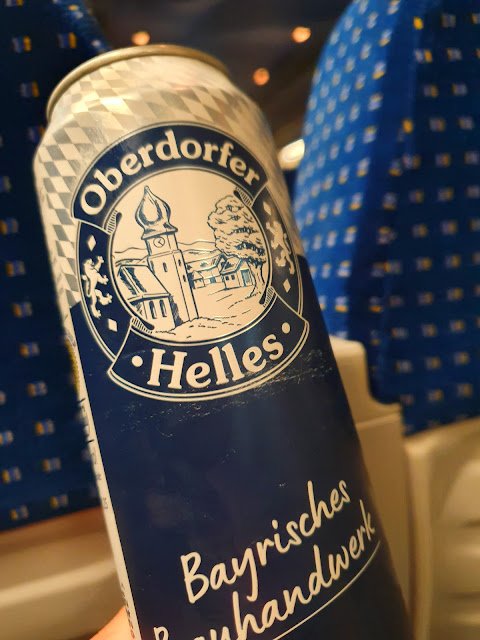 Oberdorfer
• Helles •
Bayrisches
Brauhandwerk